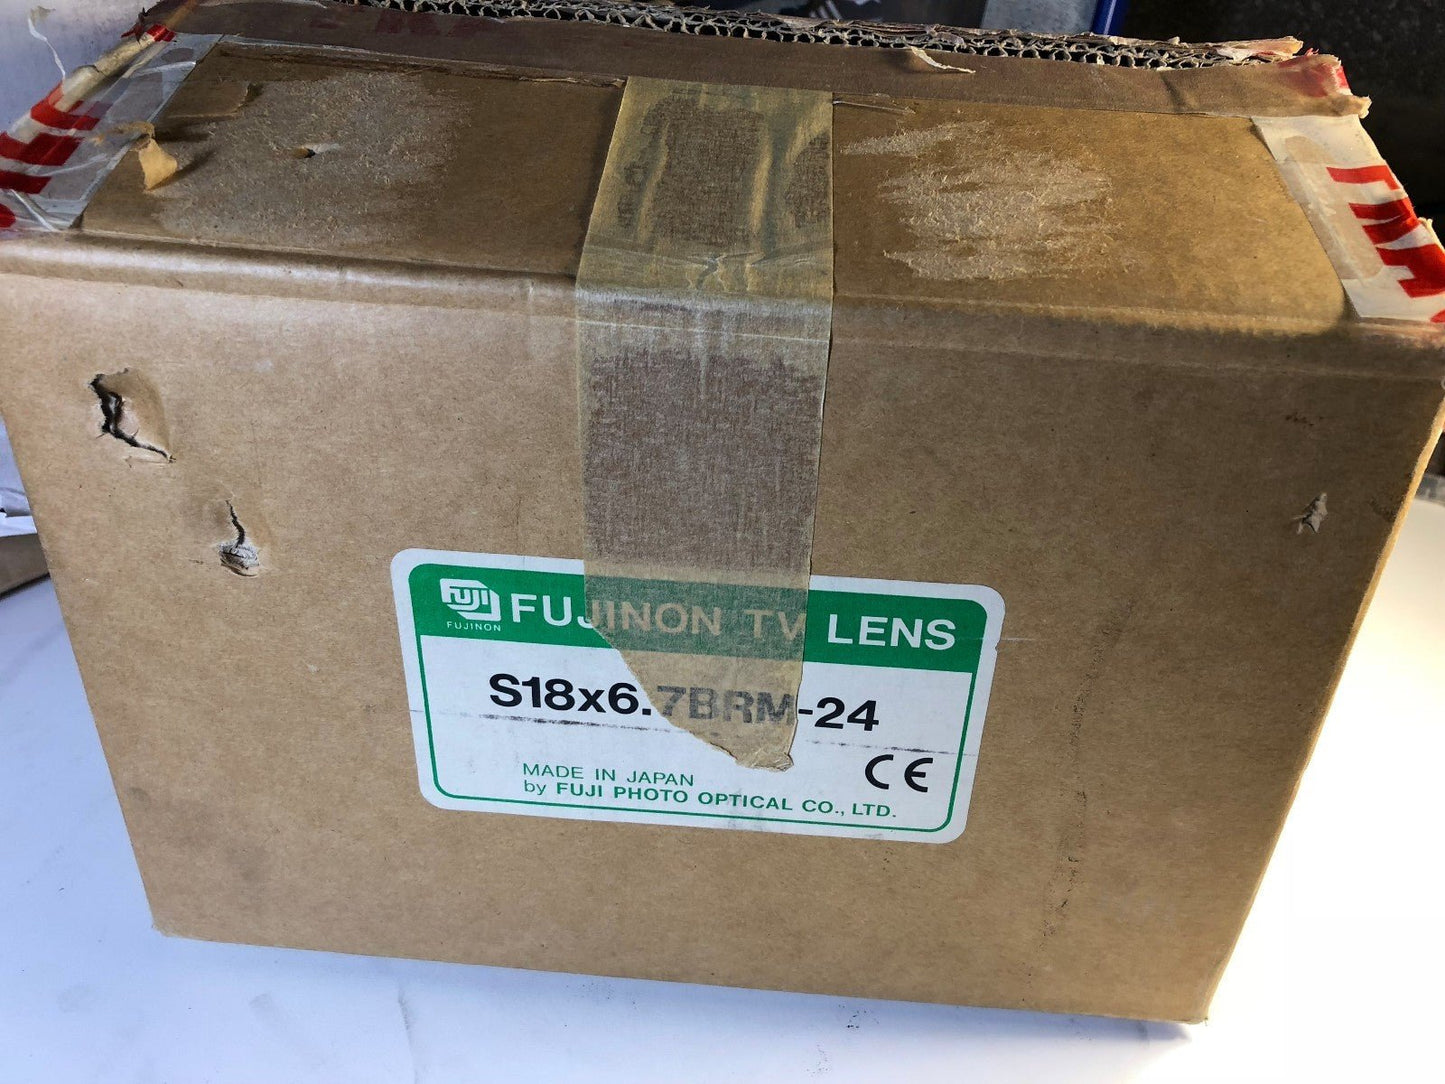 FUJI
FUJINON
FUJINON TV LENS
S18x6.7BRM-24
CE
MADE IN JAPAN
by FUJI PHOTO OPTICAL CO., LTD.